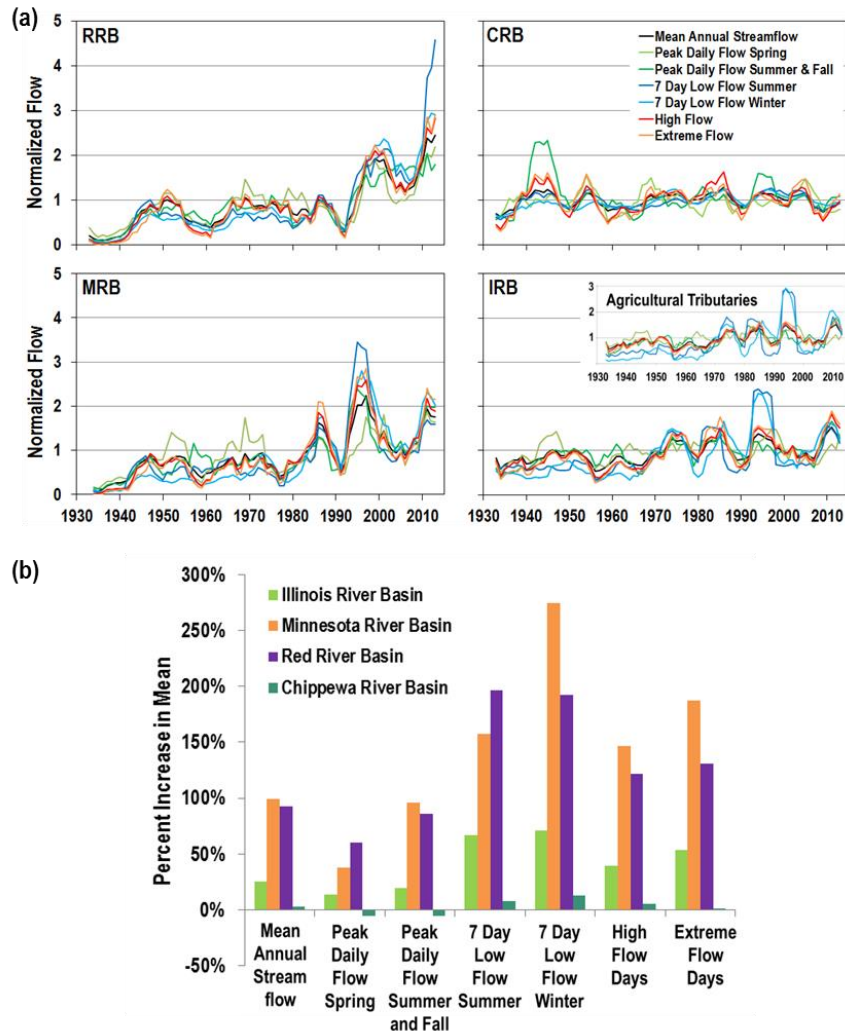 (a)
RRB
CRB
Mean Annual Streamflow
Peak Daily Flow Spring
Peak Daily Flow Summer & Fall
7 Day Low Flow Summer
7 Day Low Flow Winter
High Flow
Extreme Flow
Normalized Flow
5
4
3
2
1
0
MRB
IRB
Agricultural Tributaries
3
2
1
1930 1940 1950 1960 1970 1980 1990 2000 2010
Normalized Flow
5
4
3
2
1
0
1930 1940 1950 1960 1970 1980 1990 2000 2010
1930 1940 1950 1960 1970 1980 1990 2000 2010
(b)
300%
250%
200%
150%
100%
50%
0%
-50%
Percent Increase in Mean
Illinois River Basin
Minnesota River Basin
Red River Basin
Chippewa River Basin
Mean
Annual
Stream
flow
Peak
Daily
Flow
Spring
Peak
Daily
Flow
Summer
and Fall
7 Day
Low
Flow
Summer
7 Day
Low
Flow
Winter
High
Flow
Days
Extreme
Flow
Days